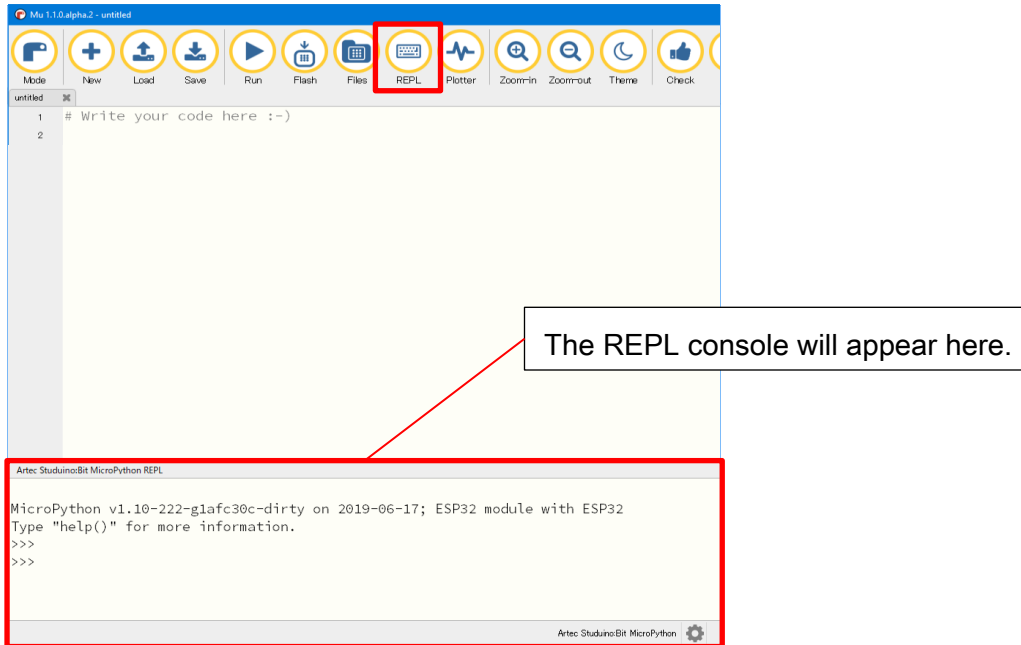 Mu 1.1.0.alpha.2 - untitled
Mode New Load Save Run Flash Files REPL Plotter Zoom-in Zoom-out Theme Check
untitled
1 # Write your code here :-)
2
The REPL console will appear here.
Artec Studuino:Bit MicroPython REPL
MicroPython v1.10-222-g1afc30c-dirty on 2019-06-17; ESP32 module with ESP32
Type "help()" for more information.
>>>
>>>
Artec Studuino:Bit MicroPython